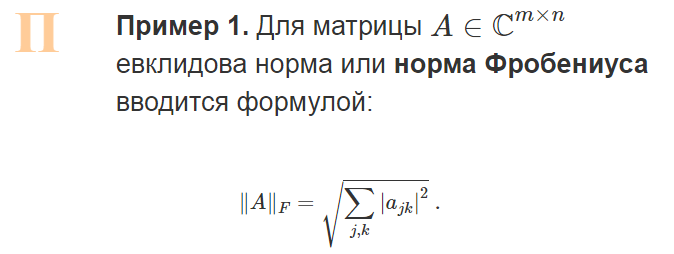 П
Пример 1. Для матрицы A ∈ ℂ^{m×n}
евклидова норма или норма Фробениуса
вводится формулой:
‖A‖_F = √(∑_{j,k} |a_{jk}|²) .